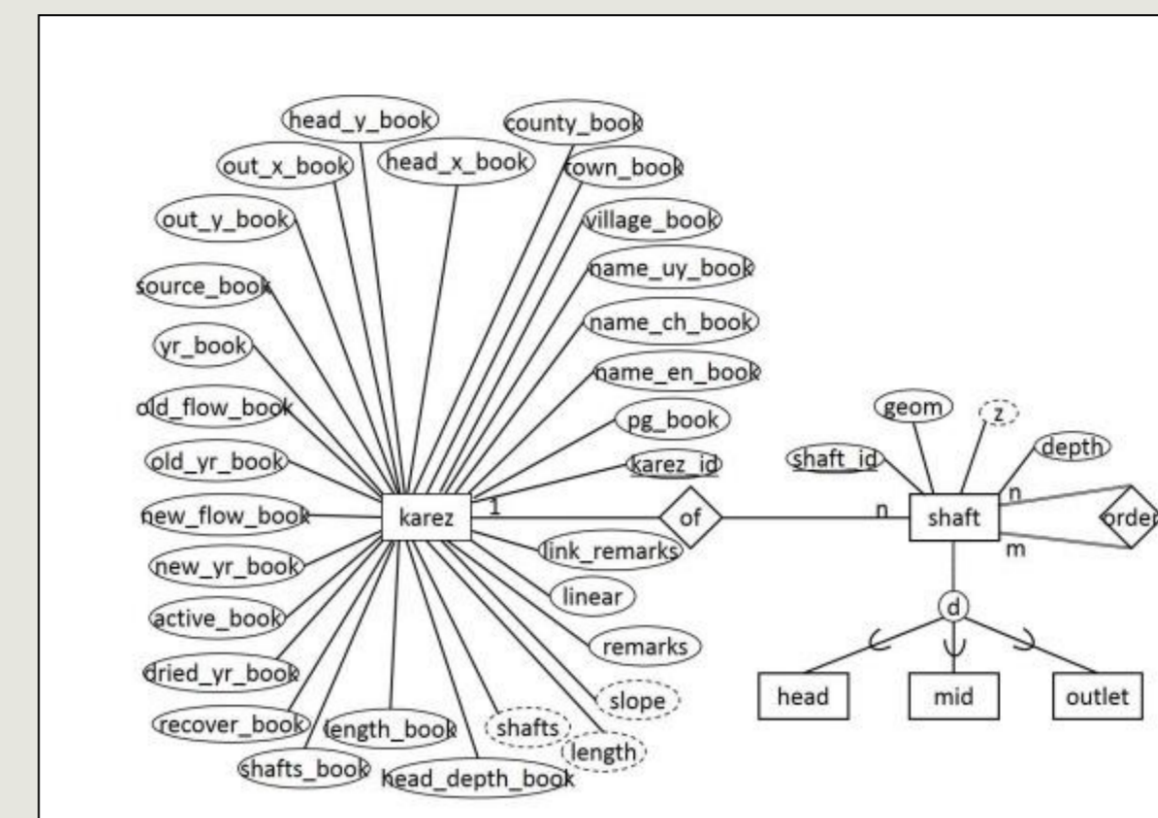 head_y_book
county_book
out_x_book
head_x_book
town_book
out_y_book
village_book
source_book
name_uy_book
name_ch_book
yr_book
name_en_book
old_flow_book
pg_book
geom
z
old_yr_book
karez_id
shaft_id
depth
new_flow_book
karez
1
of
n
shaft
n
m
order
link_remarks
new_yr_book
linear
active_book
d
remarks
dried_yr_book
slope
head
mid
outlet
recover_book
length_book
shafts
length
shafts_book
head_depth_book